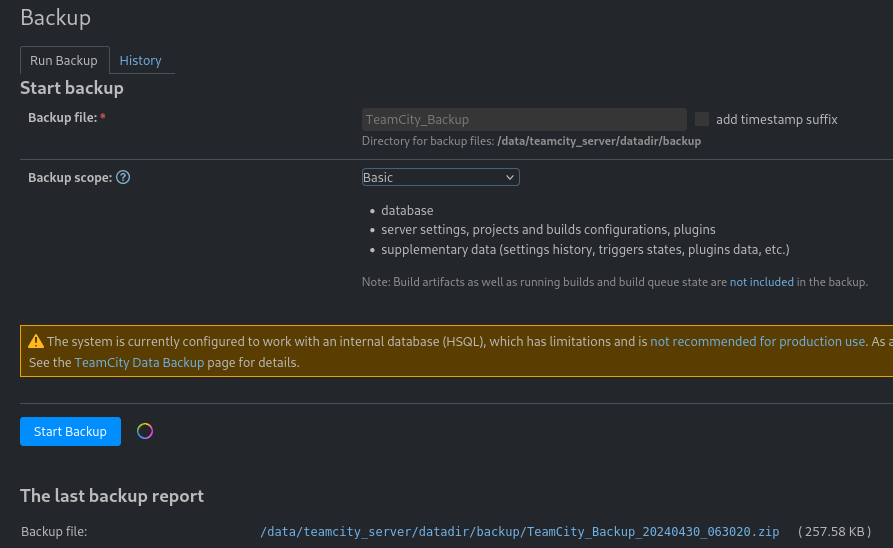 Backup
Run Backup History
Start backup
Backup file: * TeamCity_Backup add timestamp suffix
Directory for backup files: /data/teamcity_server/datadir/backup
Backup scope: ? Basic
• database
• server settings, projects and builds configurations, plugins
• supplementary data (settings history, triggers states, plugins data, etc.)
Note: Build artifacts as well as running builds and build queue state are not included in the backup.
The system is currently configured to work with an internal database (HSQL), which has limitations and is not recommended for production use. As a
See the TeamCity Data Backup page for details.
Start Backup
The last backup report
Backup file: /data/teamcity_server/datadir/backup/TeamCity_Backup_20240430_063020.zip ( 257.58 KB )